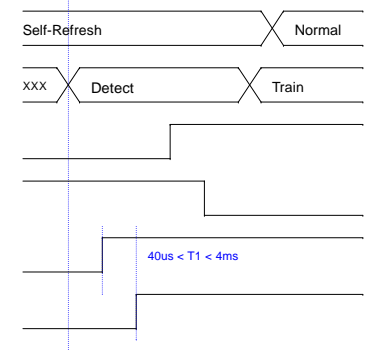 Self-Refresh Normal
XXX Detect Train
40us < T1 < 4ms